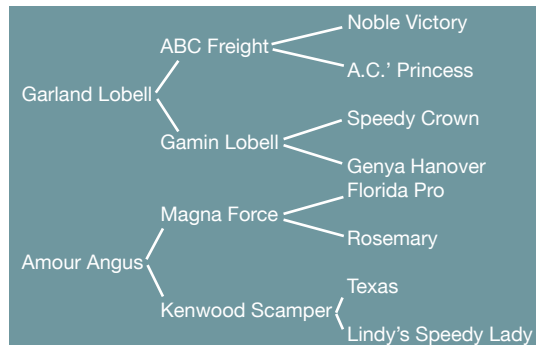 Noble Victory
ABC Freight
A.C.' Princess
Garland Lobell
Speedy Crown
Gamin Lobell
Genya Hanover
Florida Pro
Magna Force
Rosemary
Amour Angus
Texas
Kenwood Scamper
Lindy's Speedy Lady